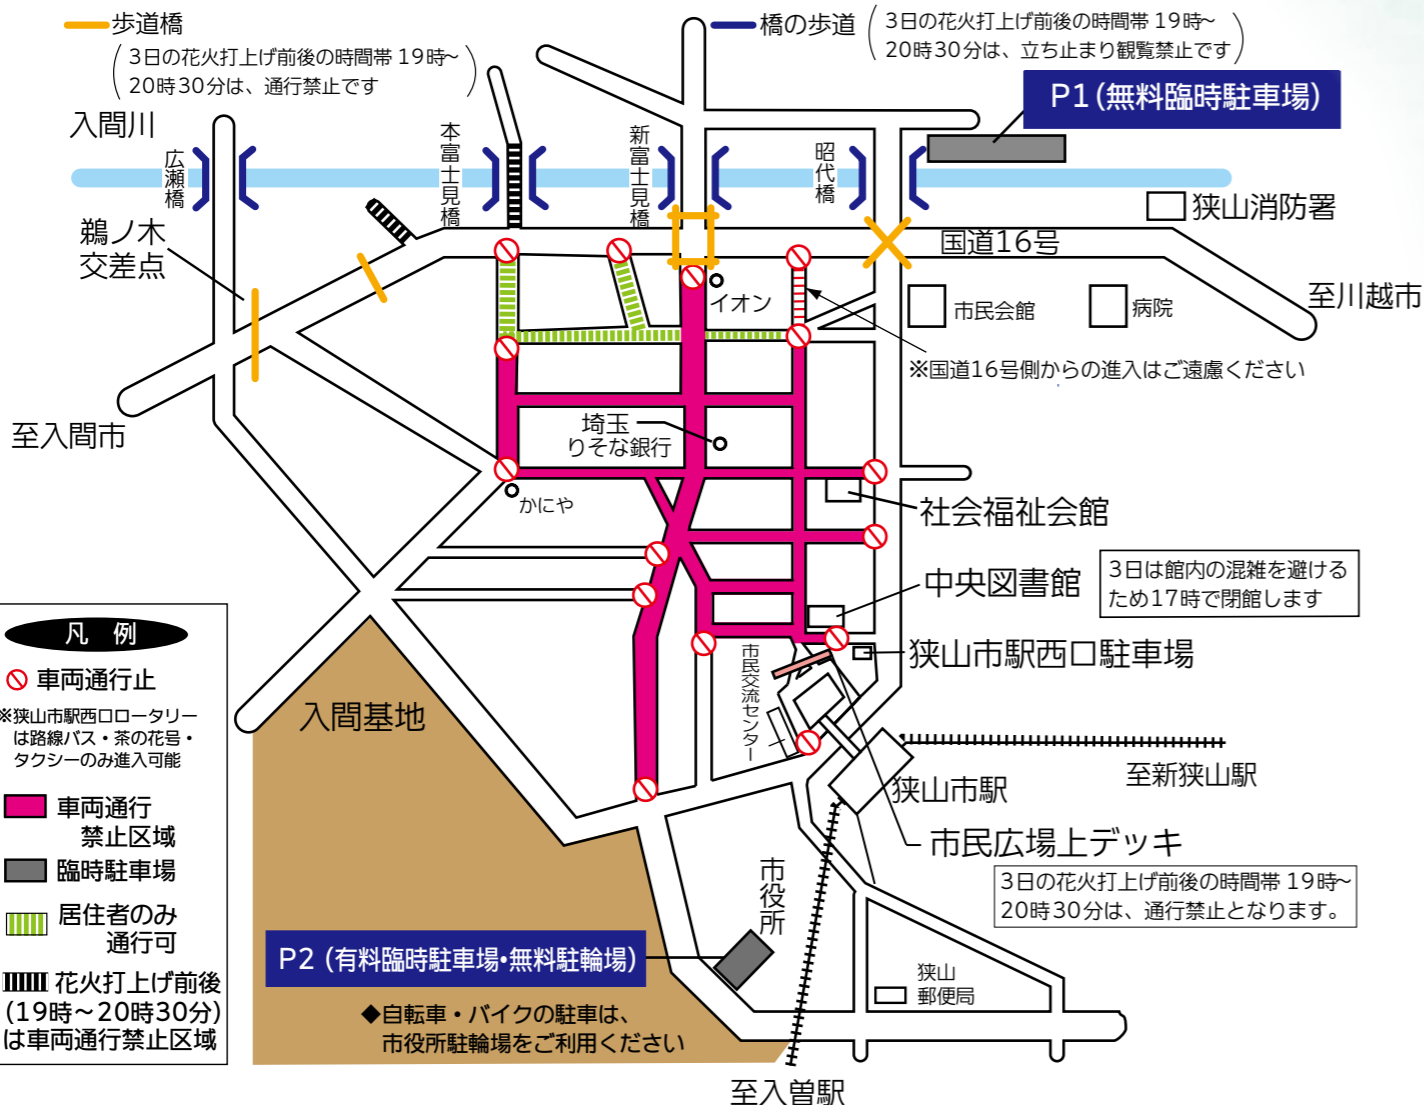 歩道橋
(3日の花火打上げ前後の時間帯 19時〜
20時30分は、通行禁止です)
橋の歩道
(3日の花火打上げ前後の時間帯 19時〜
20時30分は、立ち止まり観覧禁止です)
P1(無料臨時駐車場)
入間川
広瀬橋
本富士見橋
新富士見橋
昭代橋
狭山消防署
鵜ノ木
交差点
国道16号
至川越市
イオン
市民会館
病院
※国道16号側からの進入はご遠慮ください
至入間市
埼玉
りそな銀行
かにや
社会福祉会館
中央図書館
3日は館内の混雑を避ける
ため17時で閉館します
狭山市駅西口駐車場
市民交流センター
凡 例
車両通行止
※狭山市駅西口ロータリー
は路線バス・茶の花号・
タクシーのみ進入可能
車両通行
禁止区域
臨時駐車場
居住者のみ
通行可
花火打上げ前後
(19時〜20時30分)
は車両通行禁止区域
入間基地
狭山市駅
至新狭山駅
市民広場上デッキ
3日の花火打上げ前後の時間帯 19時〜
20時30分は、通行禁止となります。
市役所
P2(有料臨時駐車場・無料駐輪場)
◆自転車・バイクの駐車は、
市役所駐輪場をご利用ください
狭山
郵便局
至入曽駅